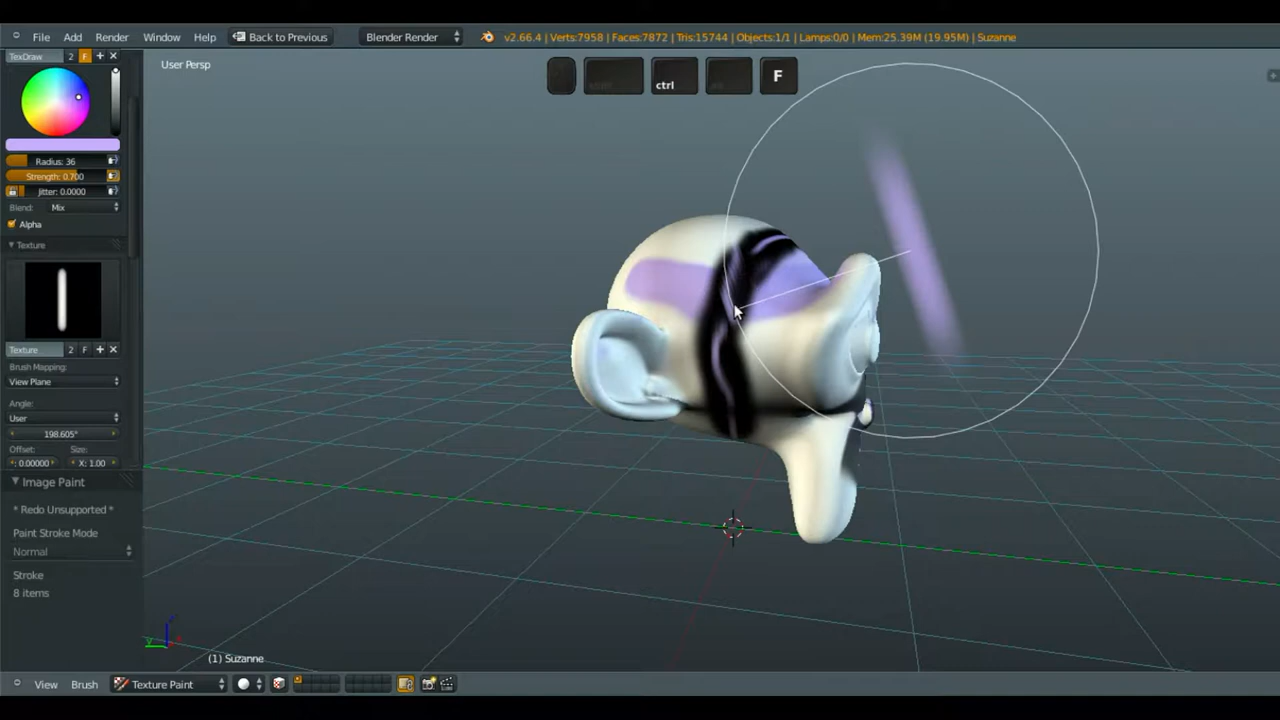 File Add Render Window Help Back to Previous Blender Render v2.66.4 | Verts:7958 | Faces:7872 | Tris:15744 | Objects:1/1 | Lamps:0/0 | Mem:25.39M (19.95M) | Suzanne
TexDraw 2 F
User Persp
ctrl F
Radius: 36
Strength: 0.700
Jitter: 0.0000
Blend: Mix
Alpha
Texture
Texture 2 F
Brush Mapping:
View Plane
Angle:
User
198.605°
Offset: Size:
: 0.00000 X: 1.00
Image Paint
* Redo Unsupported *
Paint Stroke Mode
Normal
Stroke
8 items
z
y
(1) Suzanne
View Brush Texture Paint